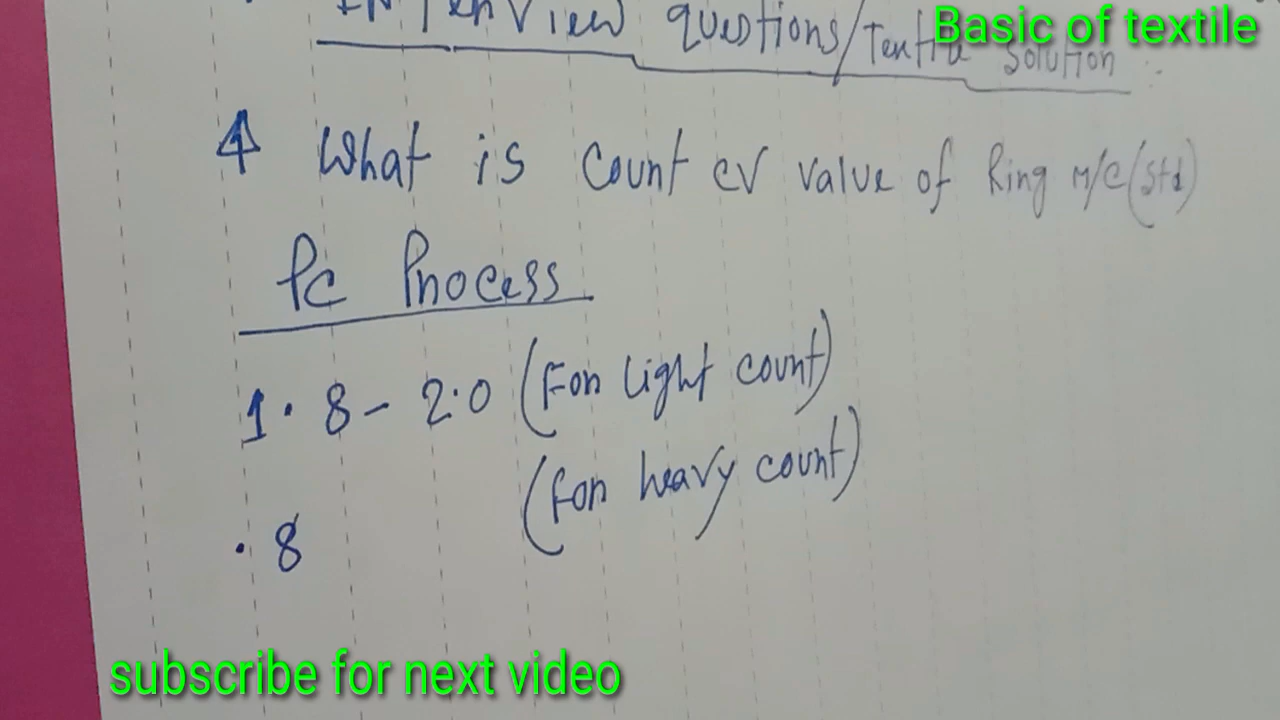 Interview questions/Textile solution
Basic of textile
4 What is count cv value of Ring M/C (std)
PC Process
1.8 - 2.0 (For light count)
(for heavy count)
.8
subscribe for next video